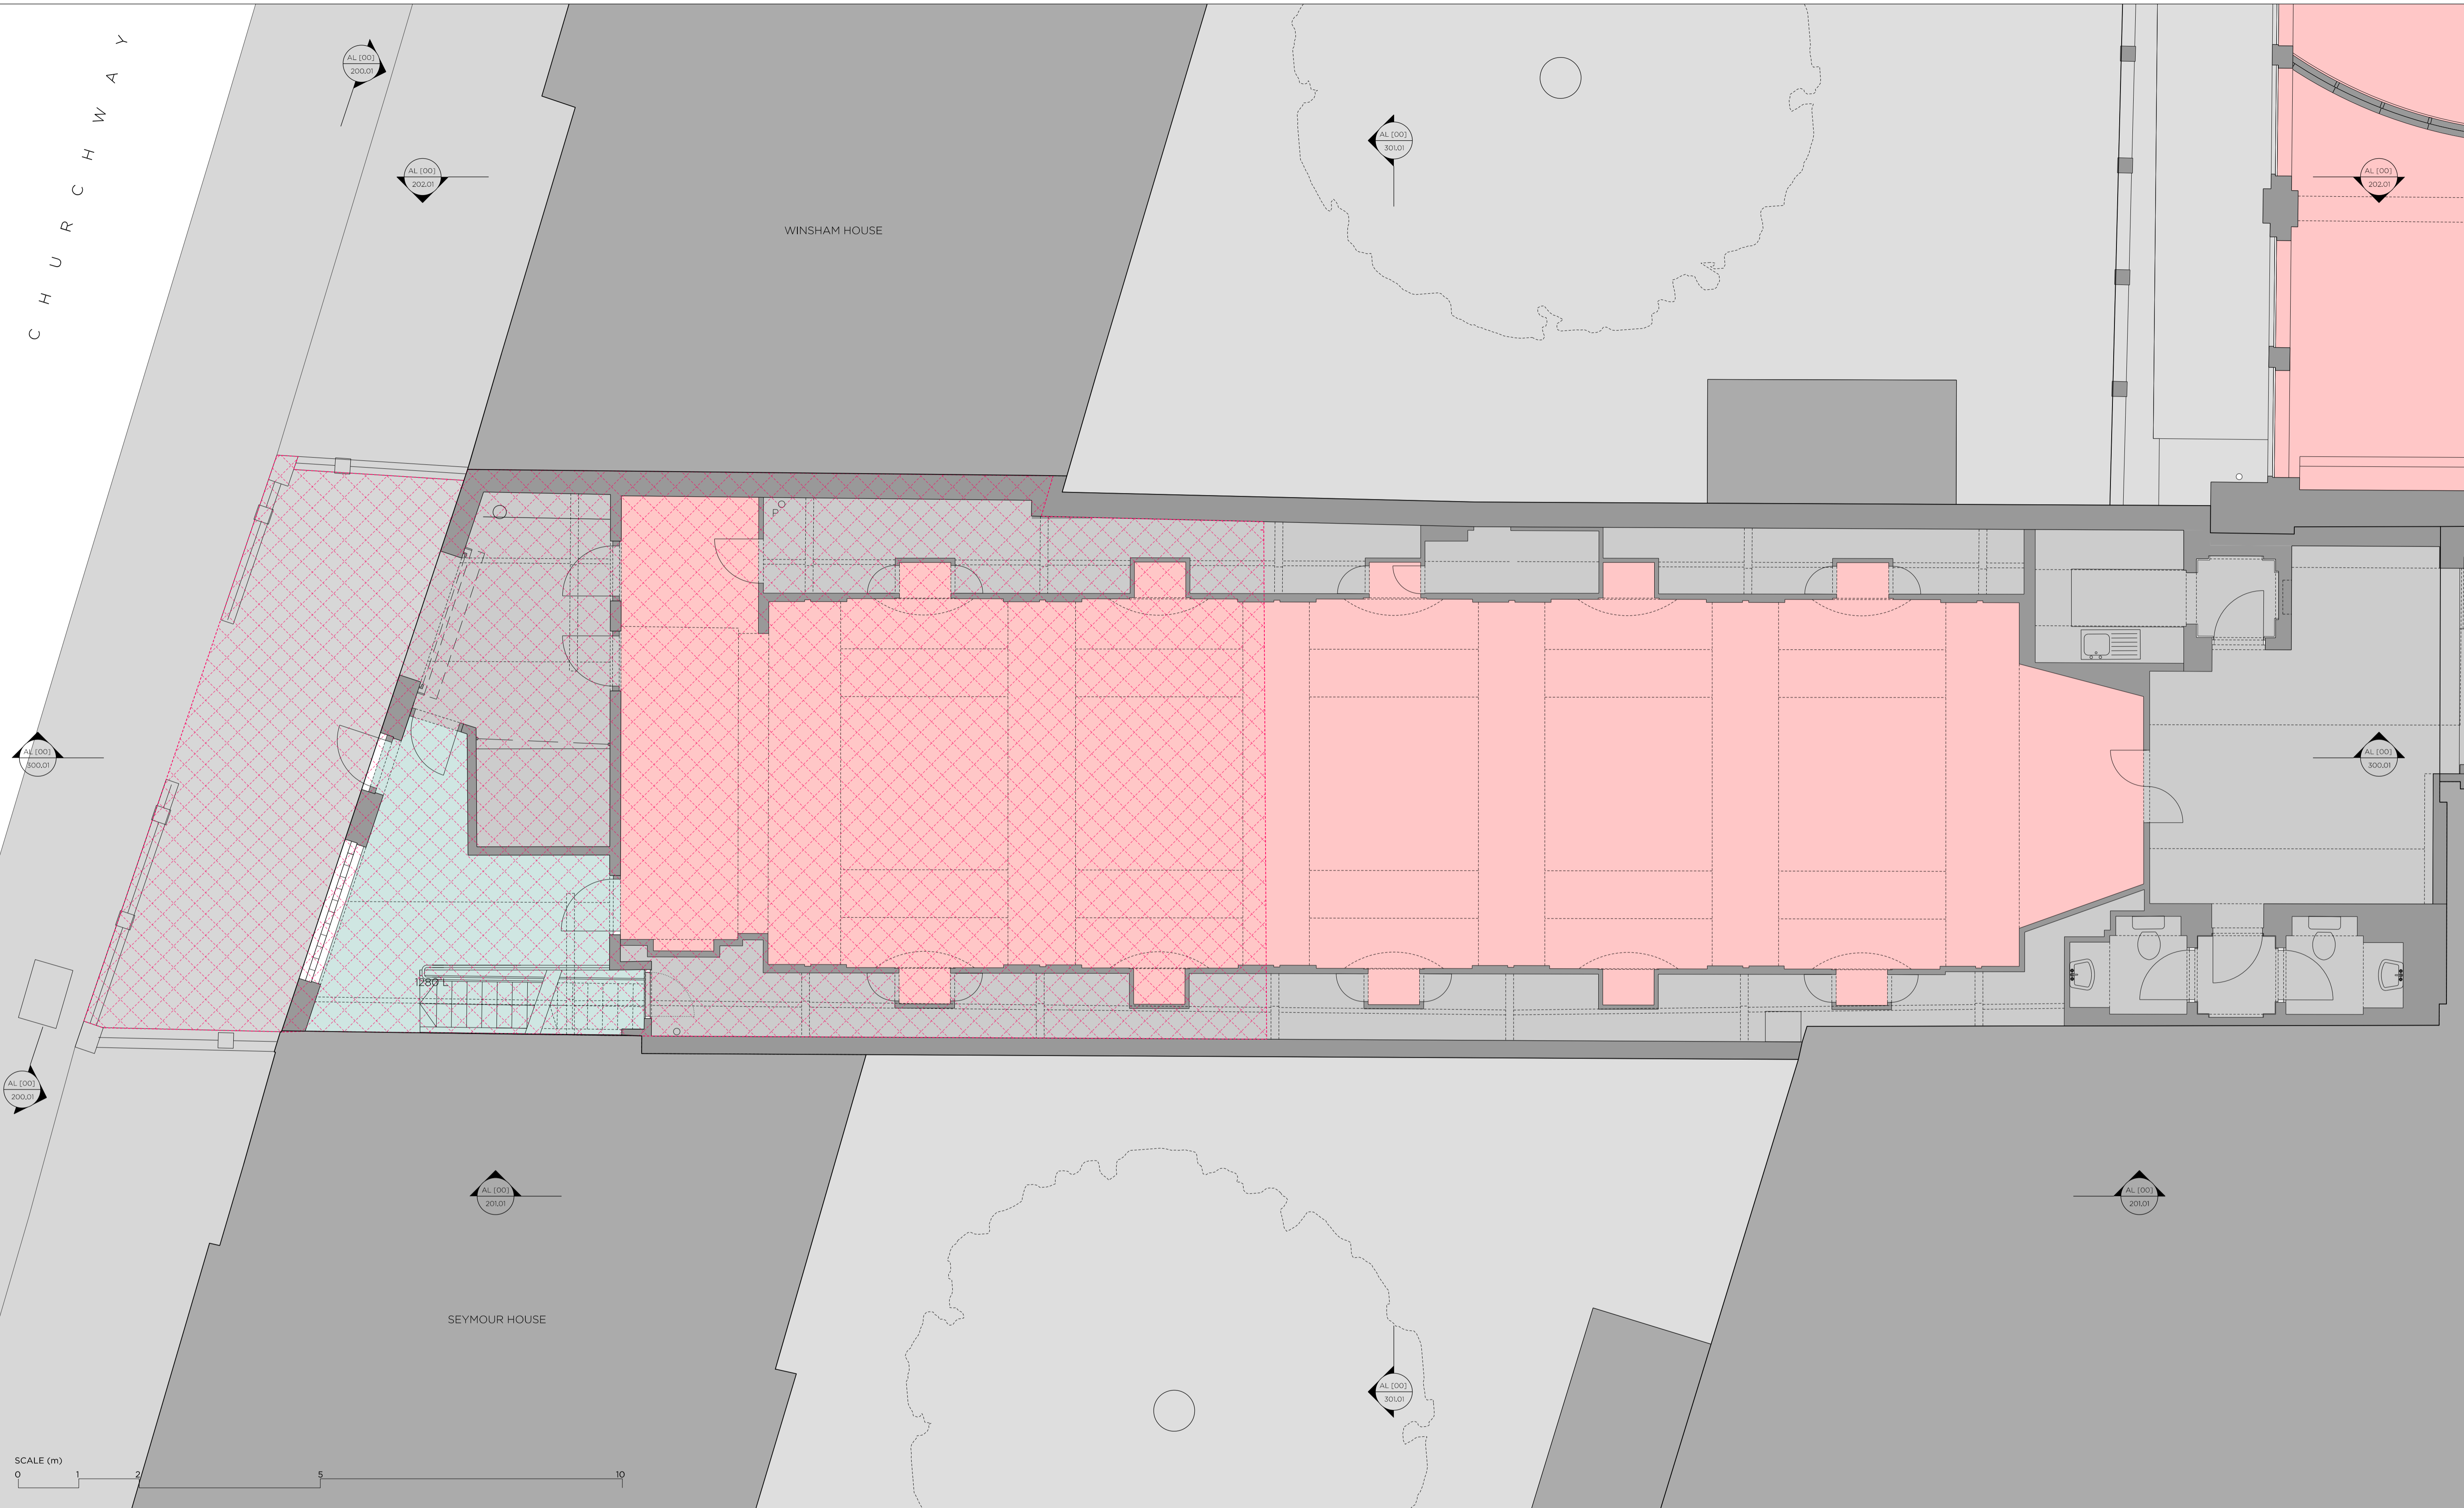 C H U R C H W A Y
AL [00]
200.01
AL [00]
202.01
AL [00]
301.01
AL [00]
202.01
WINSHAM HOUSE
P
AL [00]
300.01
AL [00]
300.01
1280 L
AL [00]
200.01
AL [00]
201.01
AL [00]
201.01
SEYMOUR HOUSE
AL [00]
301.01
SCALE (m)
0 1 2 5 10